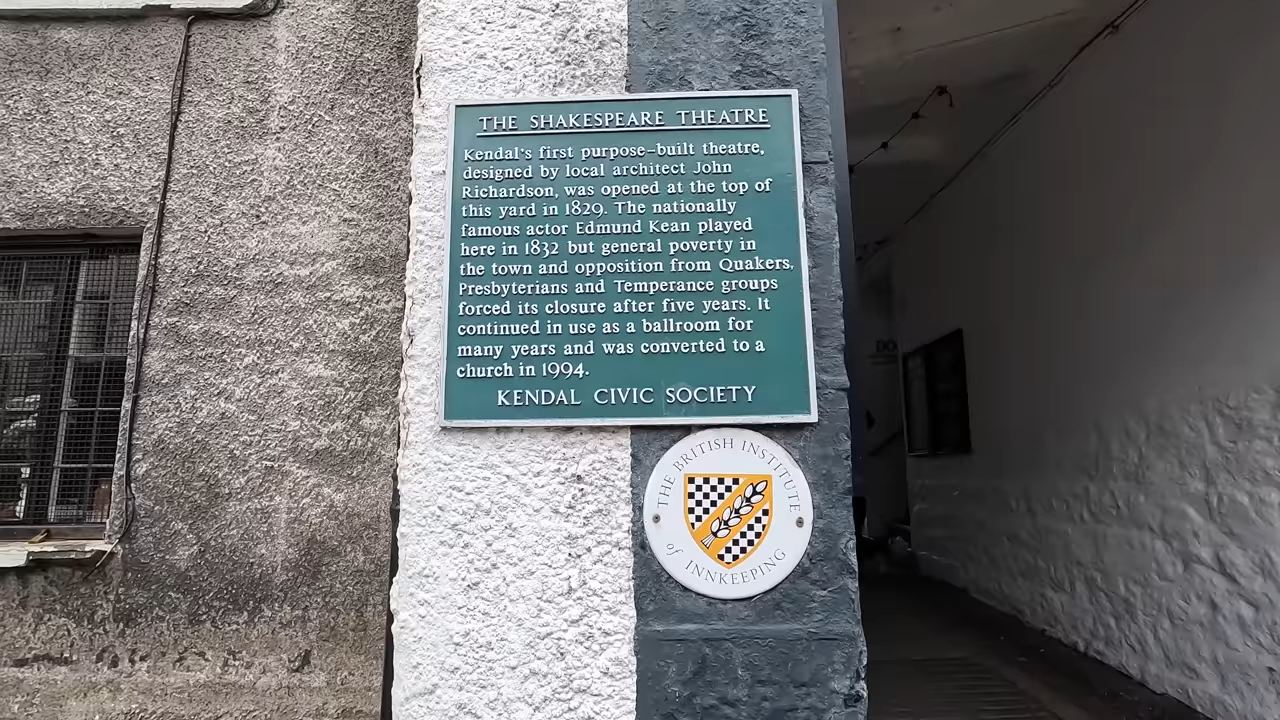 THE SHAKESPEARE THEATRE
Kendal's first purpose-built theatre,
designed by local architect John
Richardson, was opened at the top of
this yard in 1829. The nationally
famous actor Edmund Kean played
here in 1832 but general poverty in
the town and opposition from Quakers,
Presbyterians and Temperance groups
forced its closure after five years. It
continued in use as a ballroom for
many years and was converted to a
church in 1994.
KENDAL CIVIC SOCIETY
THE BRITISH INSTITUTE
of INNKEEPING